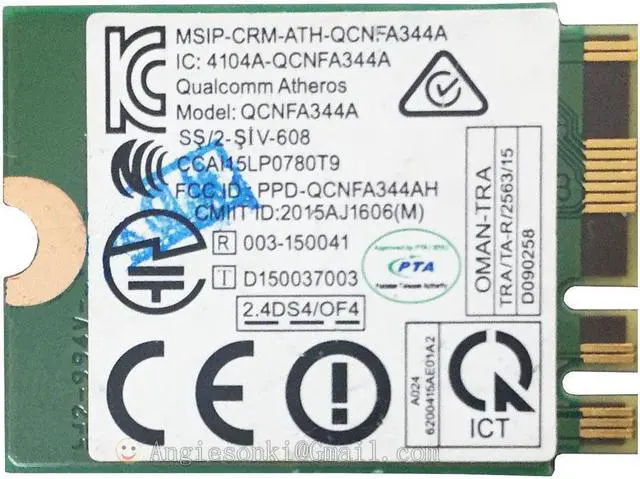 MSIP-CRM-ATH-QCNFA344A
IC: 4104A-QCNFA344A
Qualcomm Atheros
Model: QCNFA344A
SS/2-ŞİV-608
CCAI15LP0780T9
FCC ID: PPD-QCNFA344AH
CMIIT ID:2015AJ1606(M)
R 003-150041
T D150037003
2.4DS4/OF4
PTA
OMAN-TRA
TRA/TA-R/2563/15
D090258
A024
6200415AE01A2
CE
ICT
Angiesonki@Gmail.com